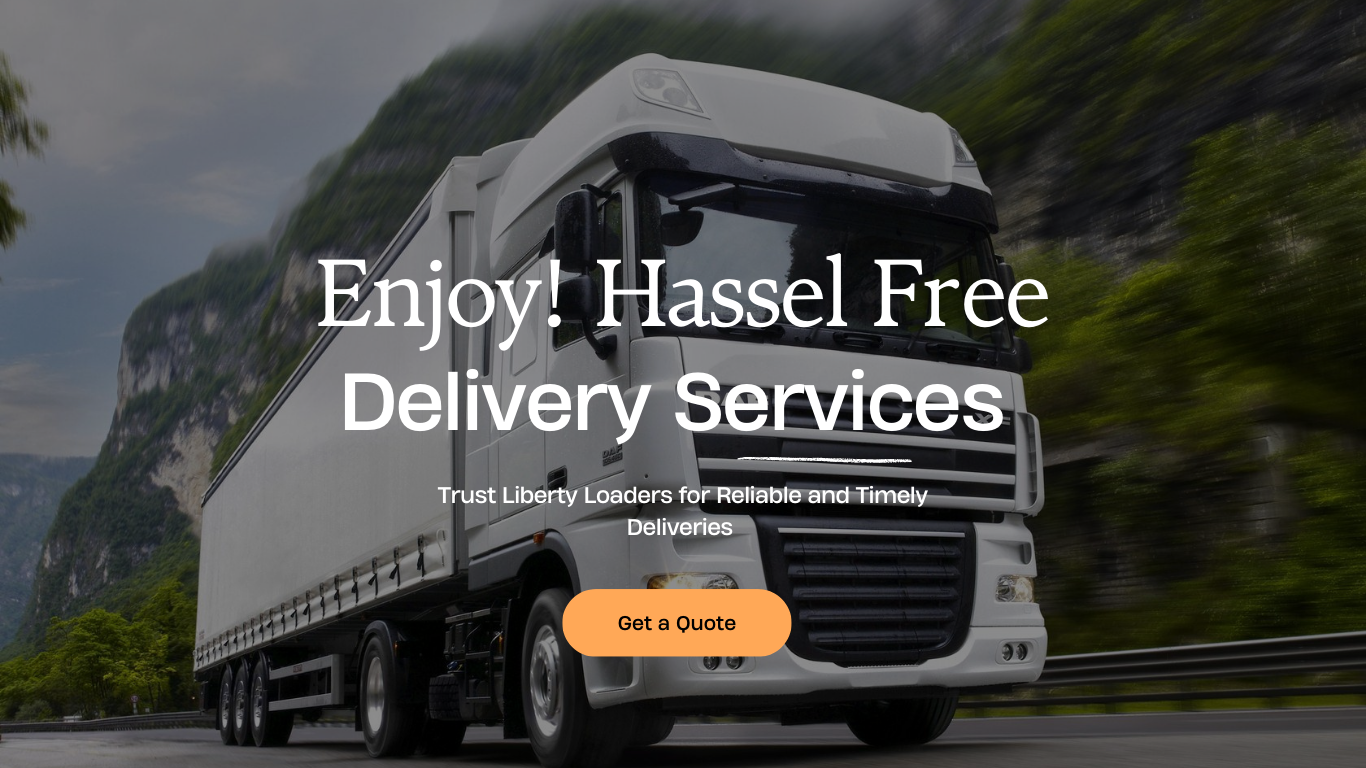 Enjoy! Hassel Free
Delivery Services
Trust Liberty Loaders for Reliable and Timely
Deliveries
Get a Quote